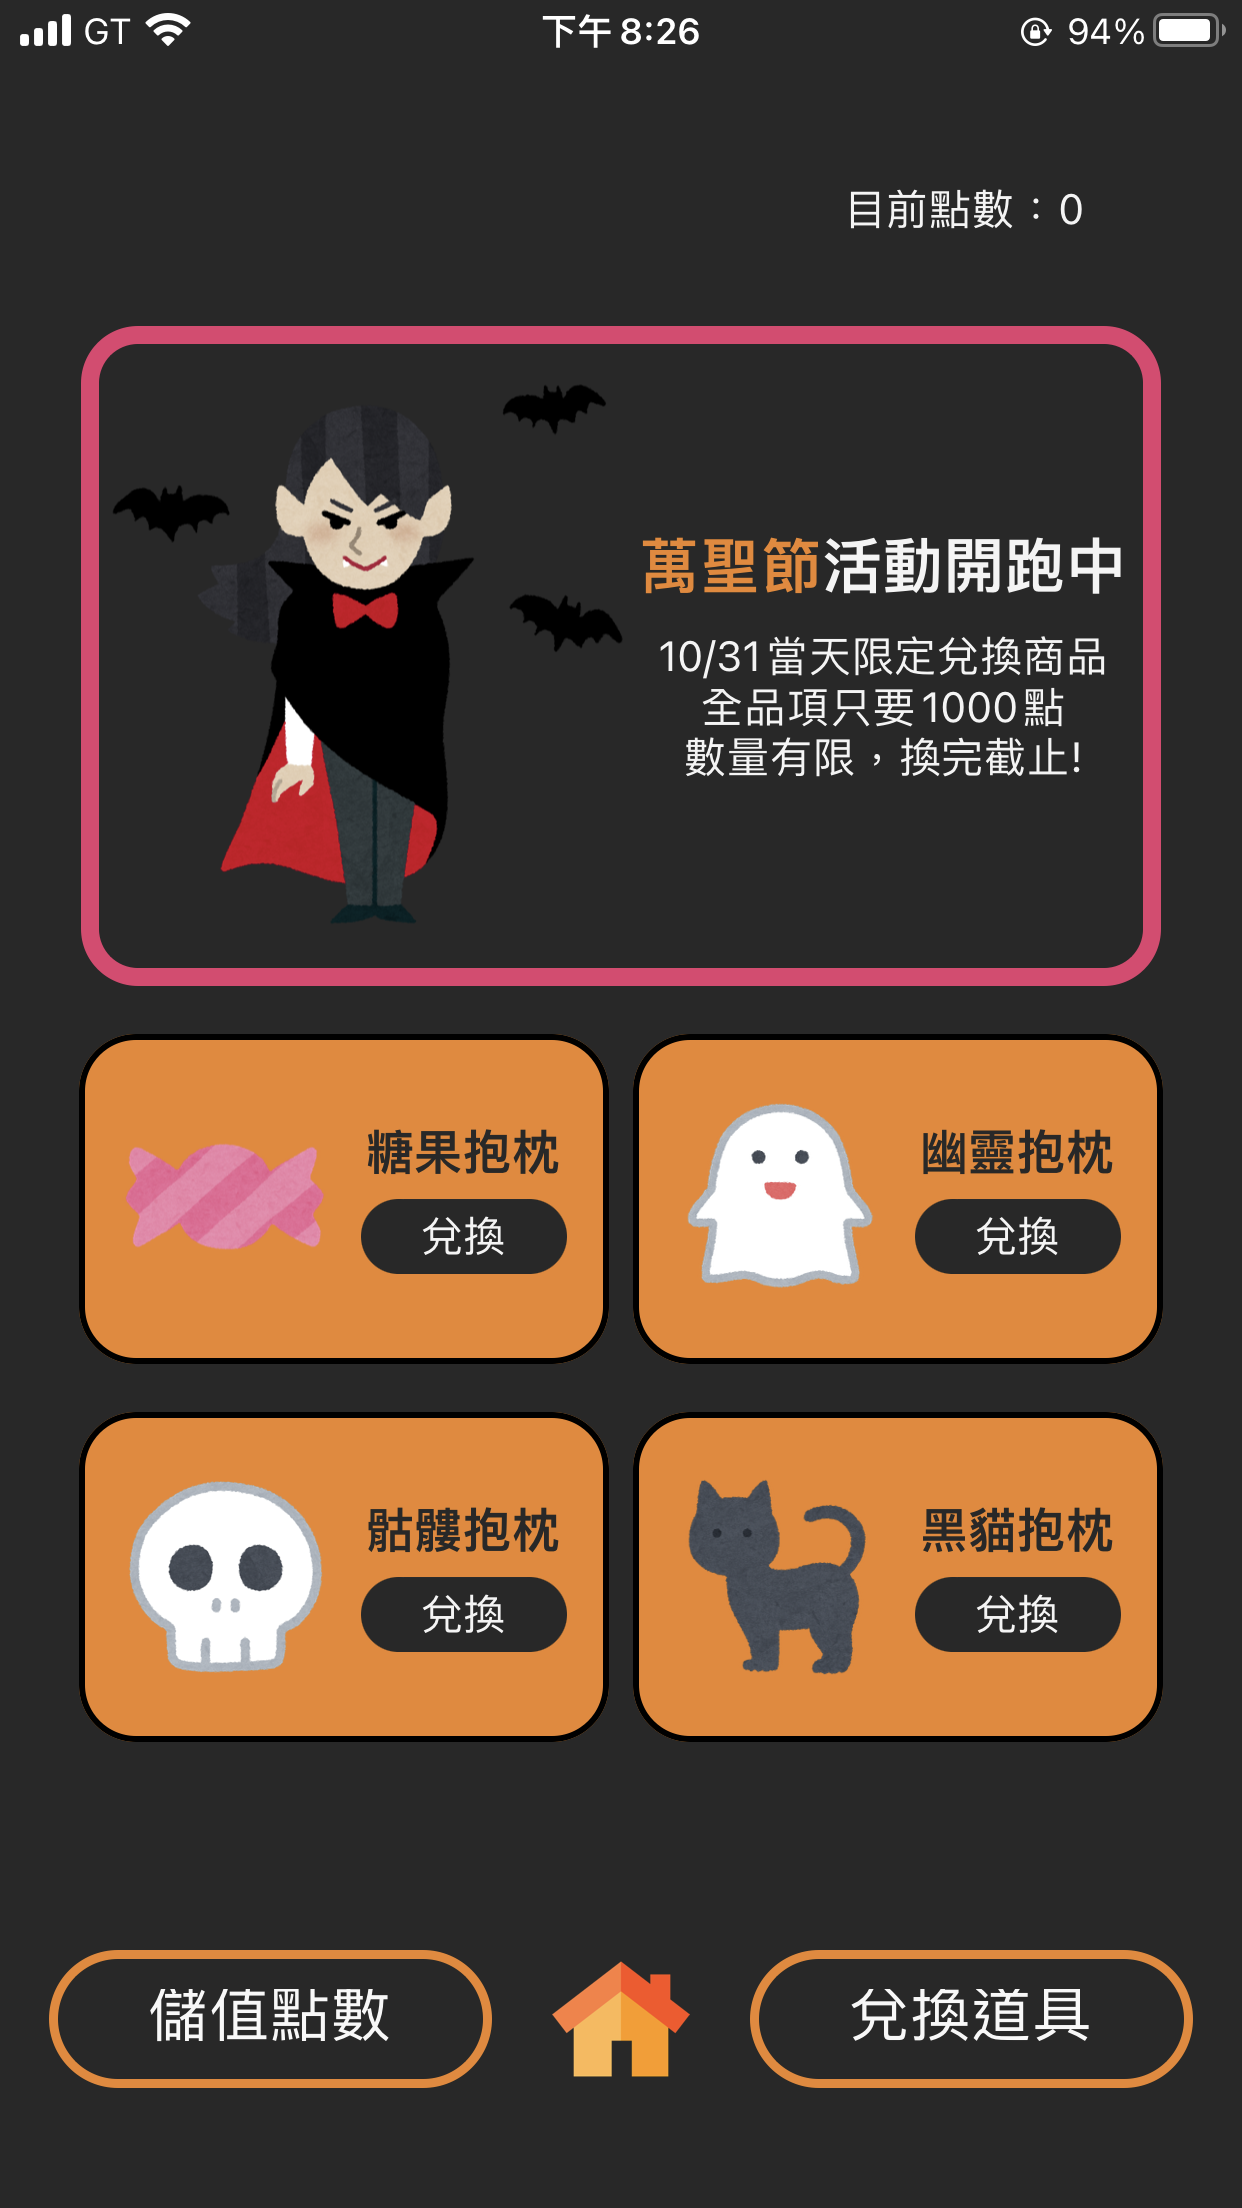 GT
下午 8:26
94%
目前點數：0
萬聖節活動開跑中
10/31當天限定兌換商品
全品項只要1000點
數量有限，換完截止!
糖果抱枕
兌換
幽靈抱枕
兌換
骷髏抱枕
兌換
黑貓抱枕
兌換
儲值點數
兌換道具